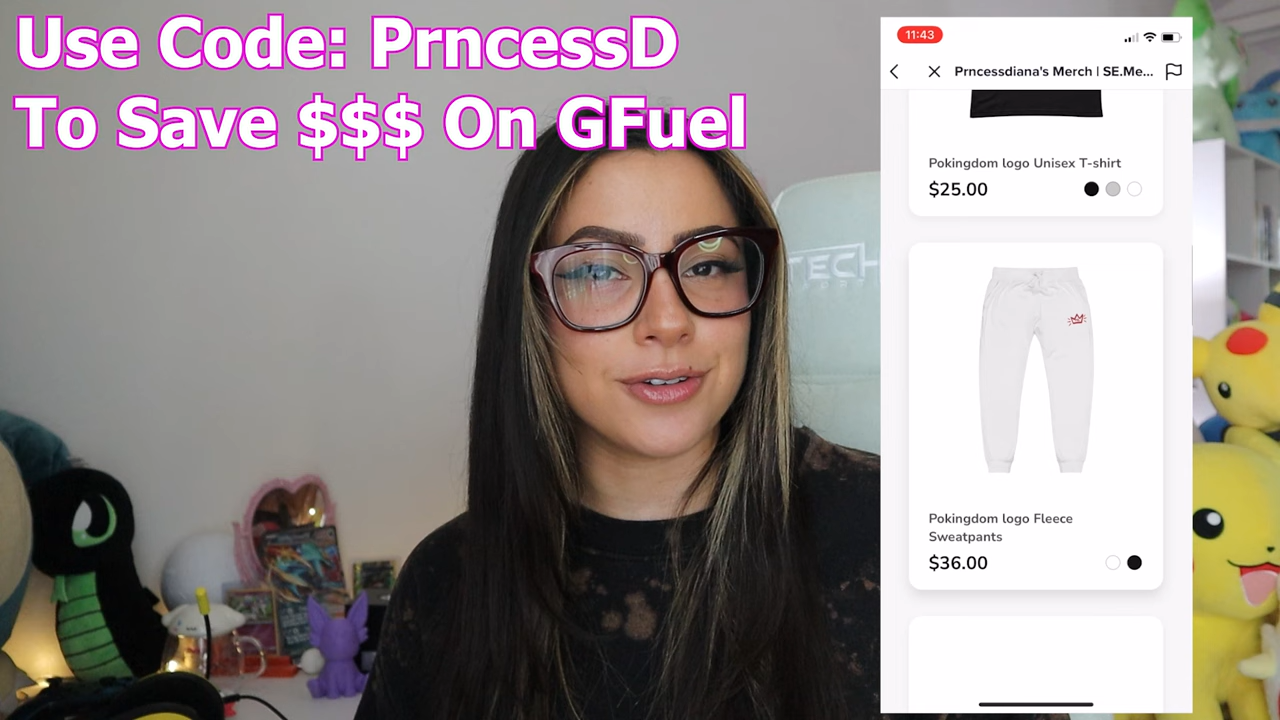 Use Code: PrncessD
To Save $$$ On GFuel
11:43
Prncessdiana's Merch | SE.Me...
Pokingdom logo Unisex T-shirt
$25.00
Pokingdom logo Fleece
Sweatpants
$36.00
TECH